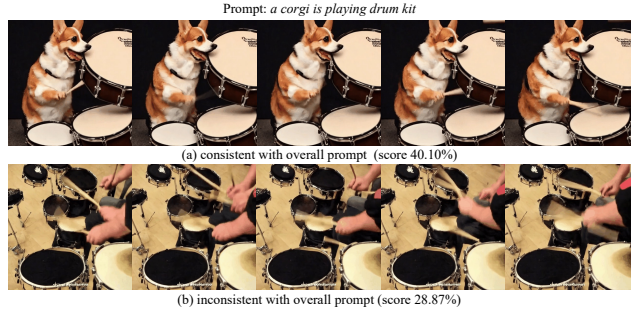 Prompt: a corgi is playing drum kit
(a) consistent with overall prompt (score 40.10%)
(b) inconsistent with overall prompt (score 28.87%)